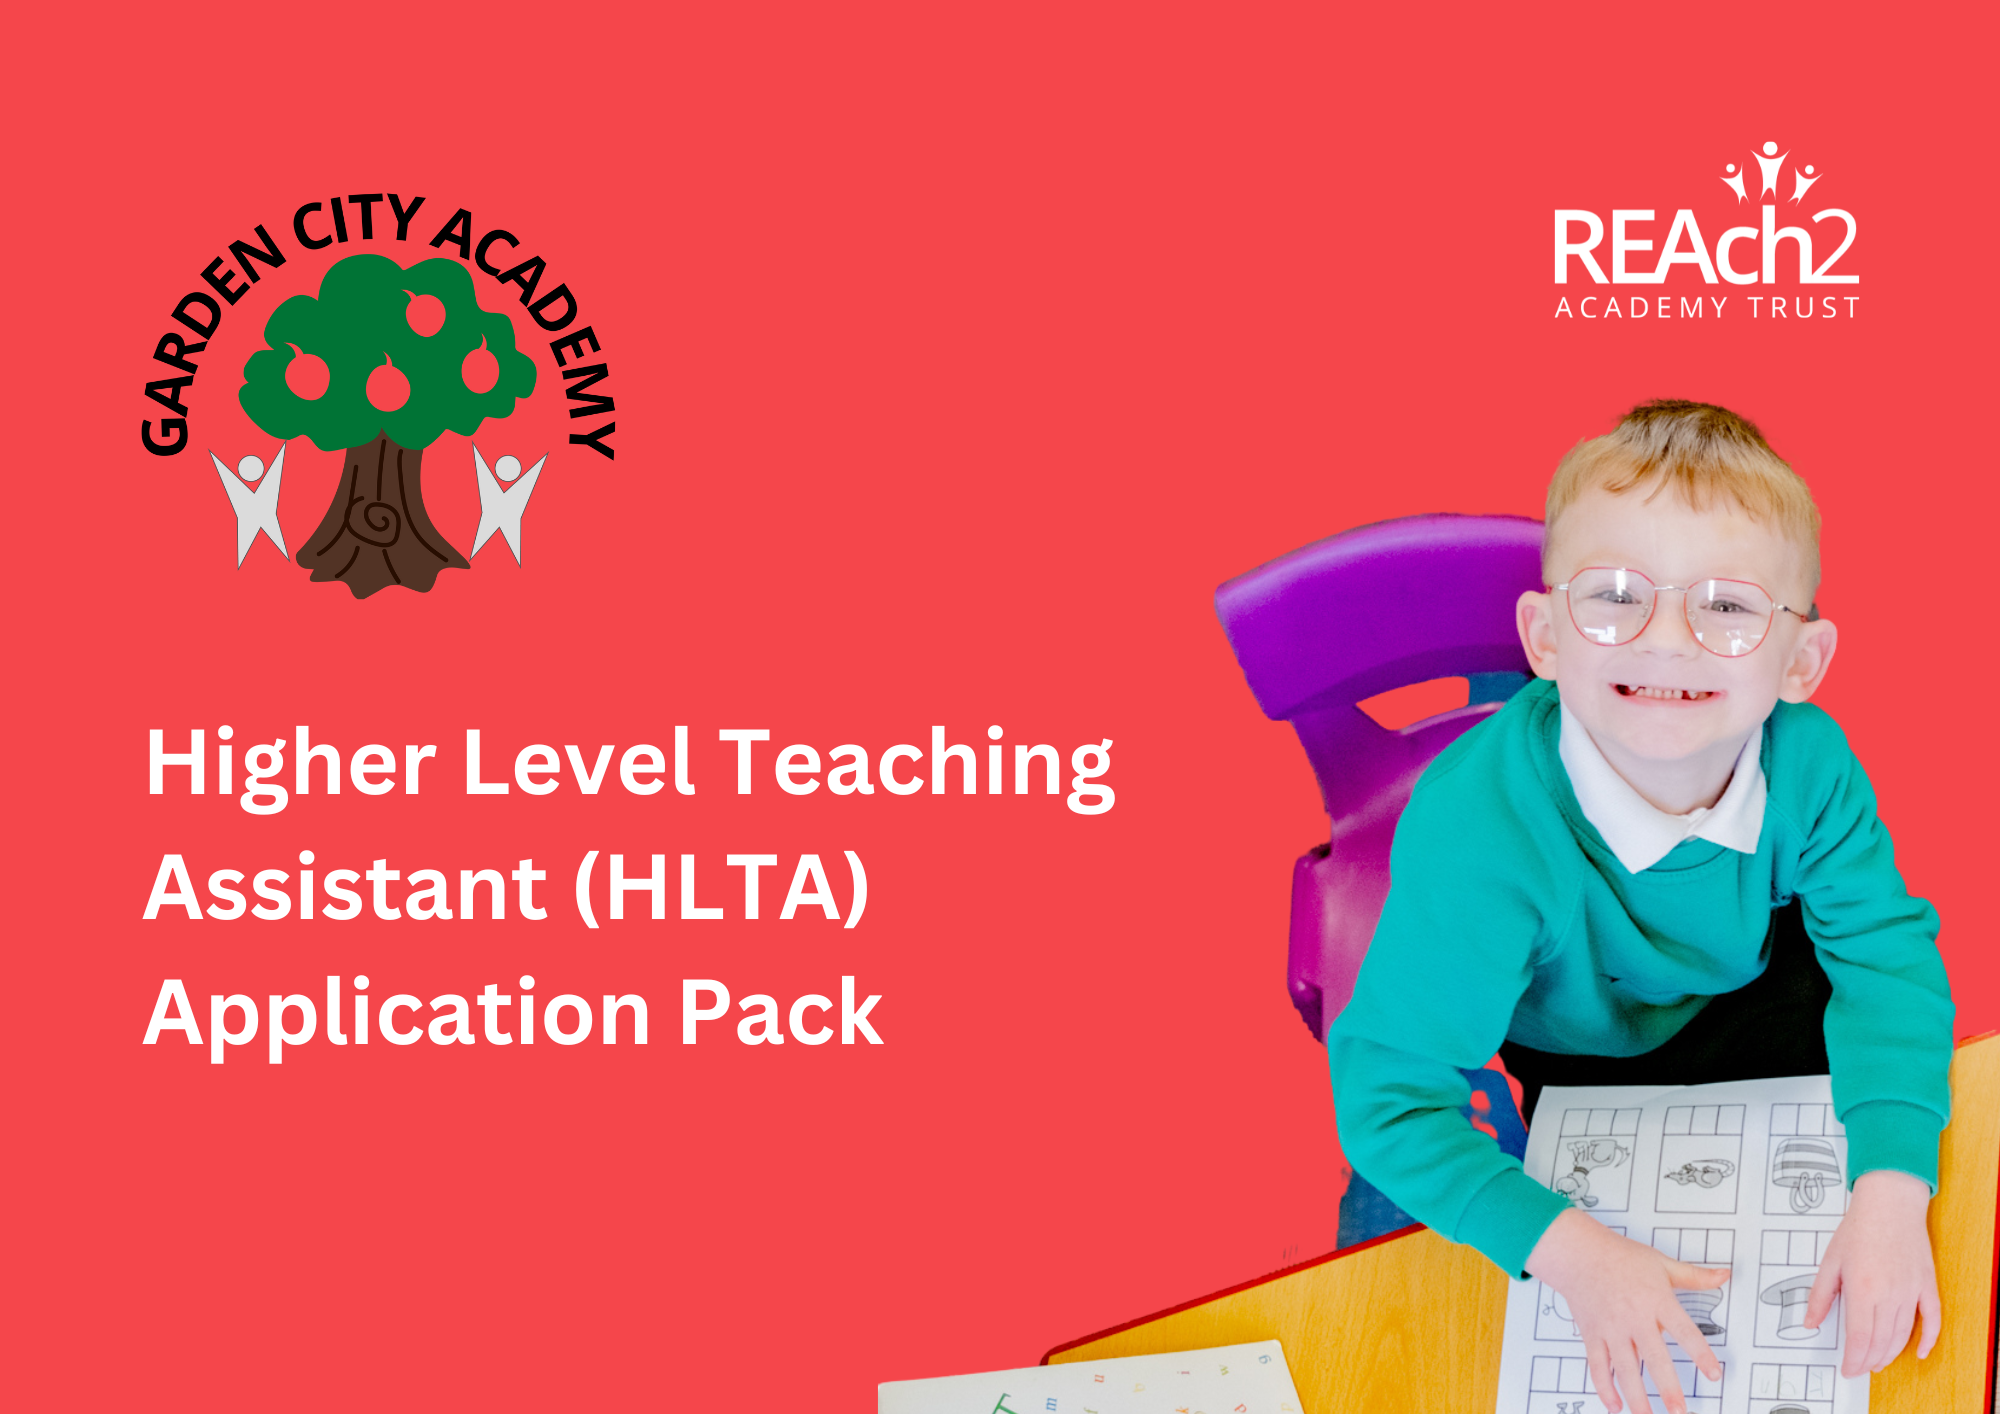 GARDEN CITY ACADEMY
REAch2
ACADEMY TRUST
Higher Level Teaching
Assistant (HLTA)
Application Pack